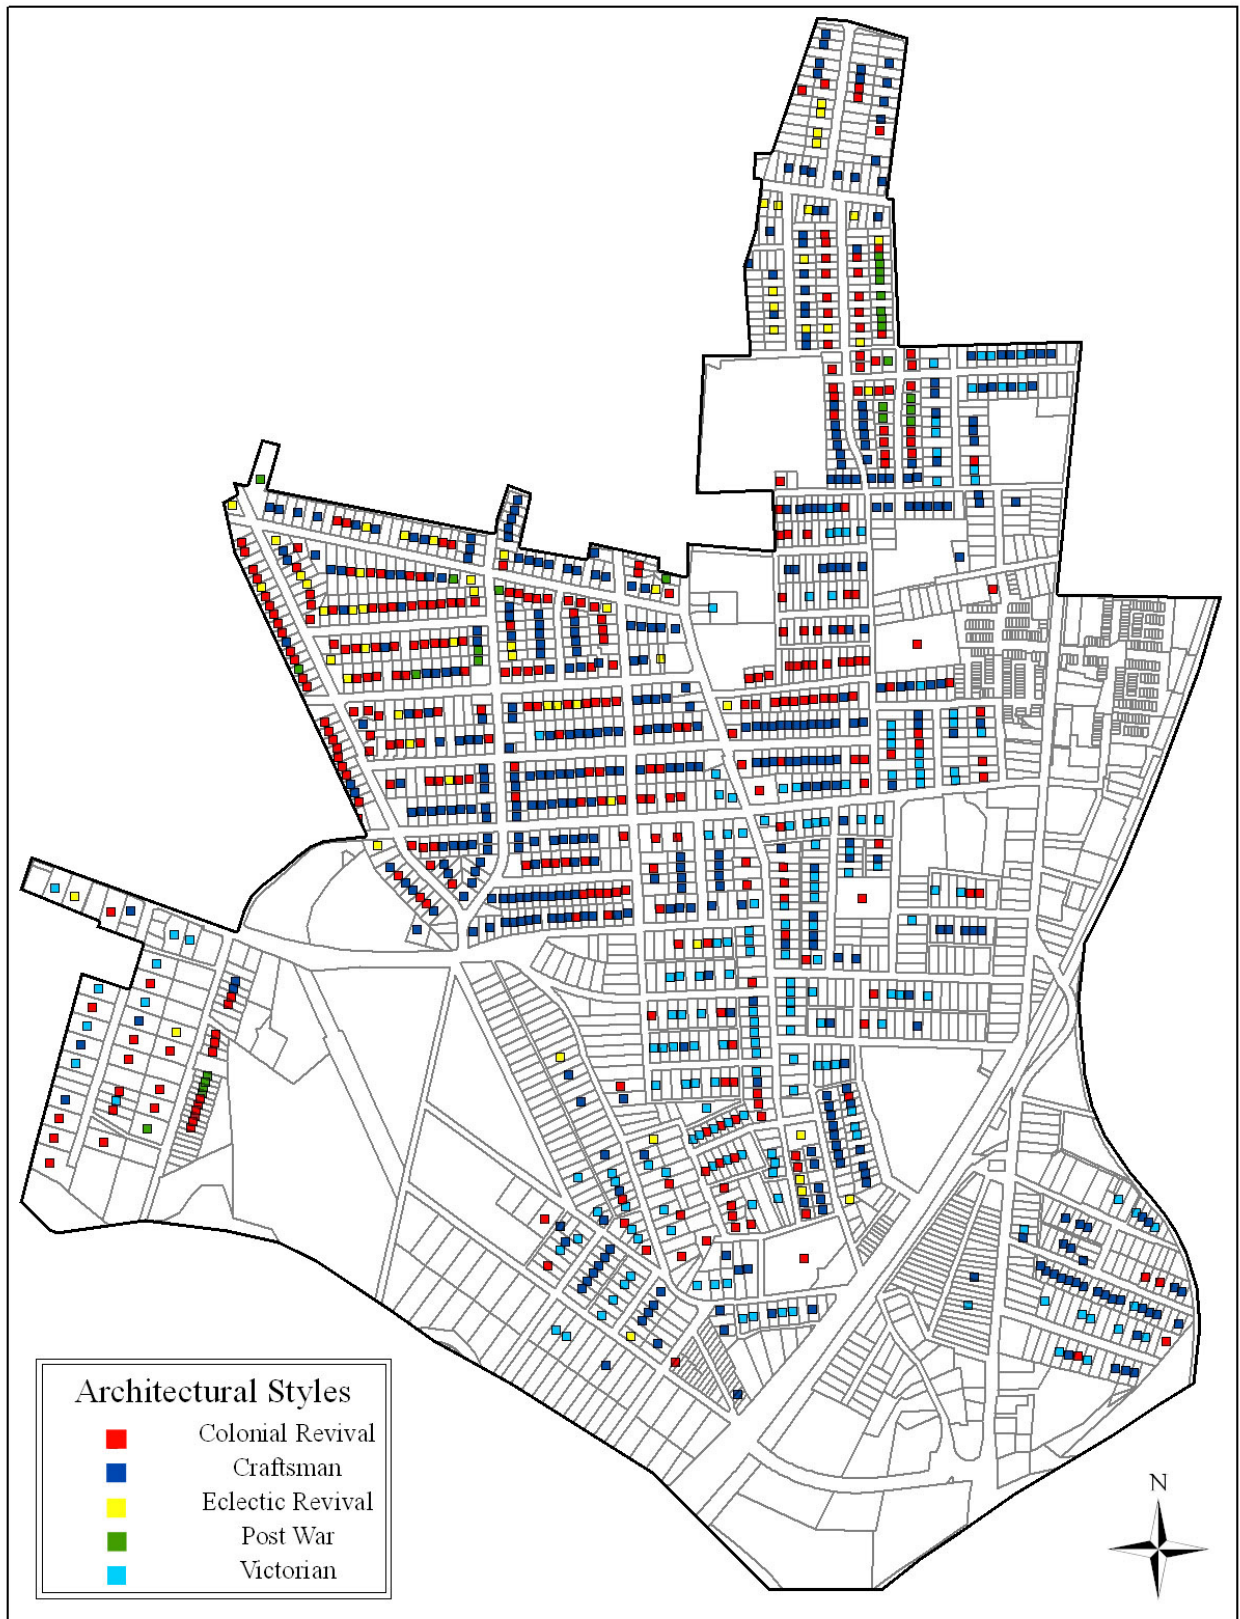 Architectural Styles
Colonial Revival
Craftsman
Eclectic Revival
Post War
Victorian
N